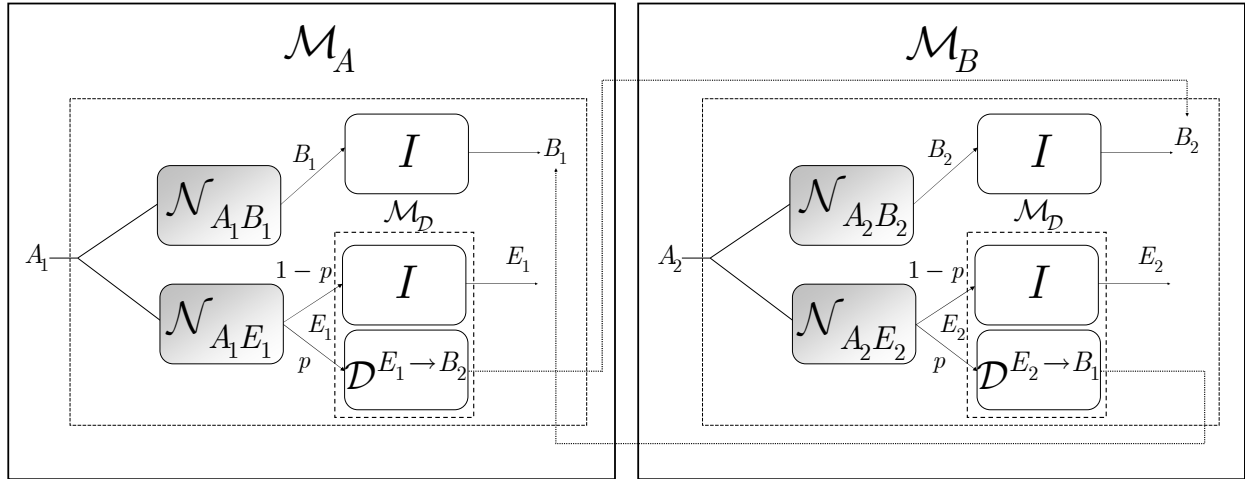 𝓜_A
𝓜_B
B_1
I
B_1
B_2
I
B_2
𝒩_{A_1B_1}
𝒩_{A_2B_2}
𝓜_𝒟
𝓜_𝒟
A_1
1 − p
I
E_1
A_2
1 − p
I
E_2
𝒩_{A_1E_1}
E_1
𝒩_{A_2E_2}
E_2
p
𝒟^{E_1→B_2}
p
𝒟^{E_2→B_1}